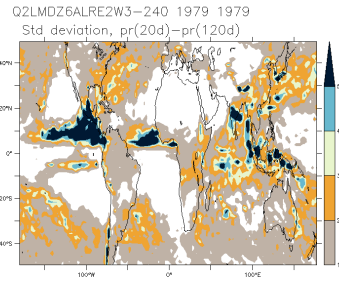 Q2LMDZ6ALRE2W3-240 1979 1979
Std deviation, pr(20d)-pr(120d)
40°N
20°N
0°
20°S
40°S
100°W
0°
100°E
5
4
3
2
1